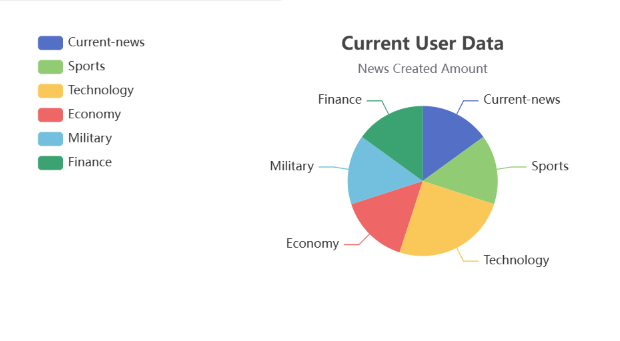 Current-news
Sports
Technology
Economy
Military
Finance
Current User Data
News Created Amount
Finance
Current-news
Military
Sports
Economy
Technology